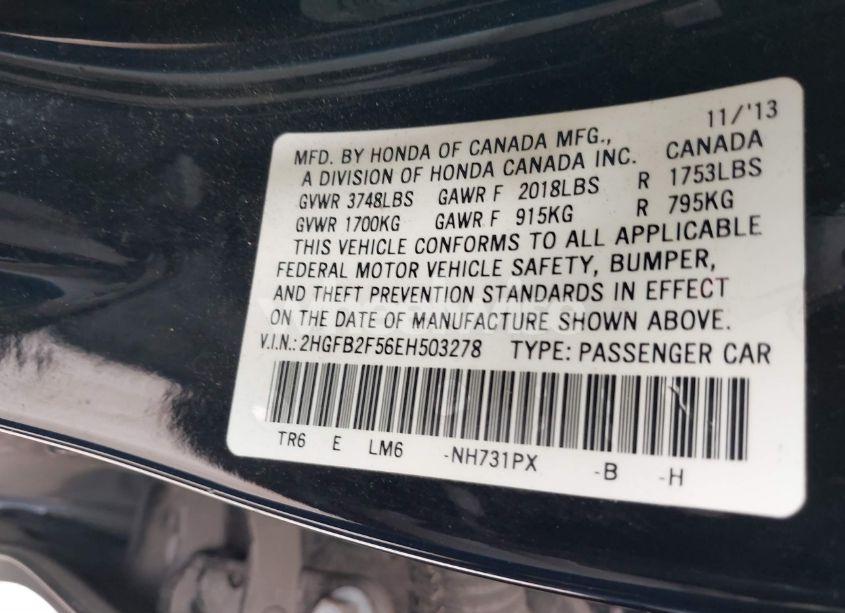 11/'13
MFD. BY HONDA OF CANADA MFG., CANADA
A DIVISION OF HONDA CANADA INC.
GVWR 3748LBS GAWR F 2018LBS R 1753LBS
GVWR 1700KG GAWR F 915KG R 795KG
THIS VEHICLE CONFORMS TO ALL APPLICABLE
FEDERAL MOTOR VEHICLE SAFETY, BUMPER,
AND THEFT PREVENTION STANDARDS IN EFFECT
ON THE DATE OF MANUFACTURE SHOWN ABOVE.
V.I.N.: 2HGFB2F56EH503278 TYPE: PASSENGER CAR
TR6 E LM6 -NH731PX -B -H